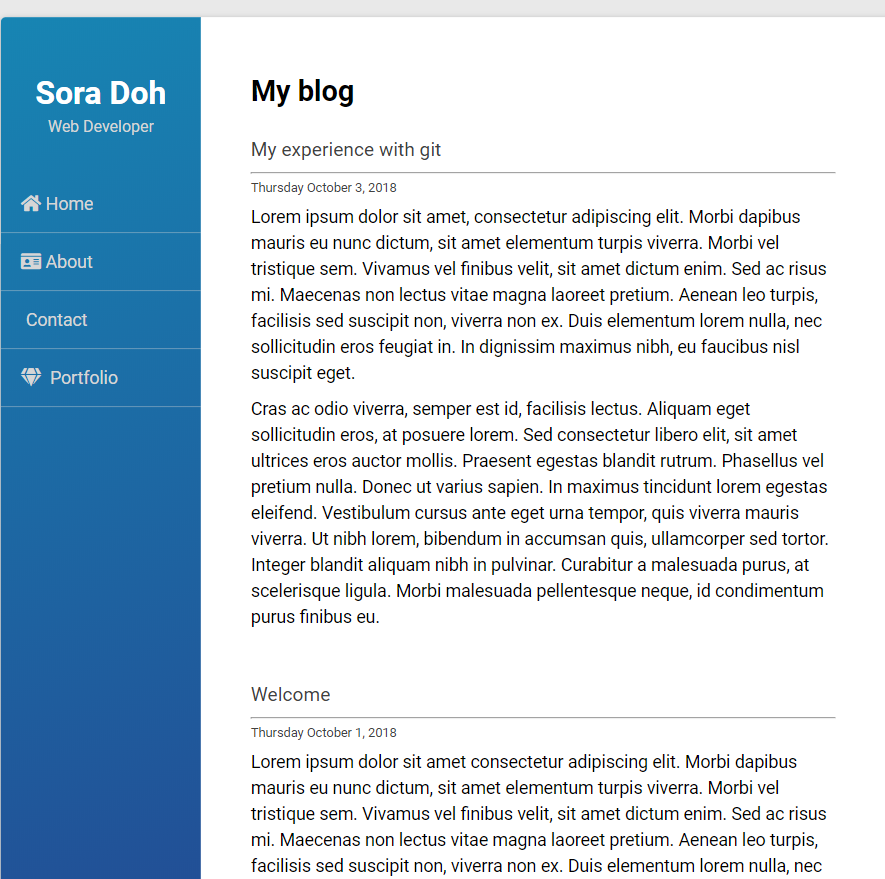 Sora Doh
Web Developer
Home
About
Contact
Portfolio
My blog
My experience with git
Thursday October 3, 2018
Lorem ipsum dolor sit amet, consectetur adipiscing elit. Morbi dapibus
mauris eu nunc dictum, sit amet elementum turpis viverra. Morbi vel
tristique sem. Vivamus vel finibus velit, sit amet dictum enim. Sed ac risus
mi. Maecenas non lectus vitae magna laoreet pretium. Aenean leo turpis,
facilisis sed suscipit non, viverra non ex. Duis elementum lorem nulla, nec
sollicitudin eros feugiat in. In dignissim maximus nibh, eu faucibus nisl
suscipit eget.
Cras ac odio viverra, semper est id, facilisis lectus. Aliquam eget
sollicitudin eros, at posuere lorem. Sed consectetur libero elit, sit amet
ultrices eros auctor mollis. Praesent egestas blandit rutrum. Phasellus vel
pretium nulla. Donec ut varius sapien. In maximus tincidunt lorem egestas
eleifend. Vestibulum cursus ante eget urna tempor, quis viverra mauris
viverra. Ut nibh lorem, bibendum in accumsan quis, ullamcorper sed tortor.
Integer blandit aliquam nibh in pulvinar. Curabitur a malesuada purus, at
scelerisque ligula. Morbi malesuada pellentesque neque, id condimentum
purus finibus eu.
Welcome
Thursday October 1, 2018
Lorem ipsum dolor sit amet consectetur adipiscing elit. Morbi dapibus
mauris eu nunc dictum, sit amet elementum turpis viverra. Morbi vel
tristique sem. Vivamus vel finibus velit, sit amet dictum enim. Sed ac risus
mi. Maecenas non lectus vitae magna laoreet pretium. Aenean leo turpis,
facilisis sed suscipit non, viverra non ex. Duis elementum lorem nulla, nec